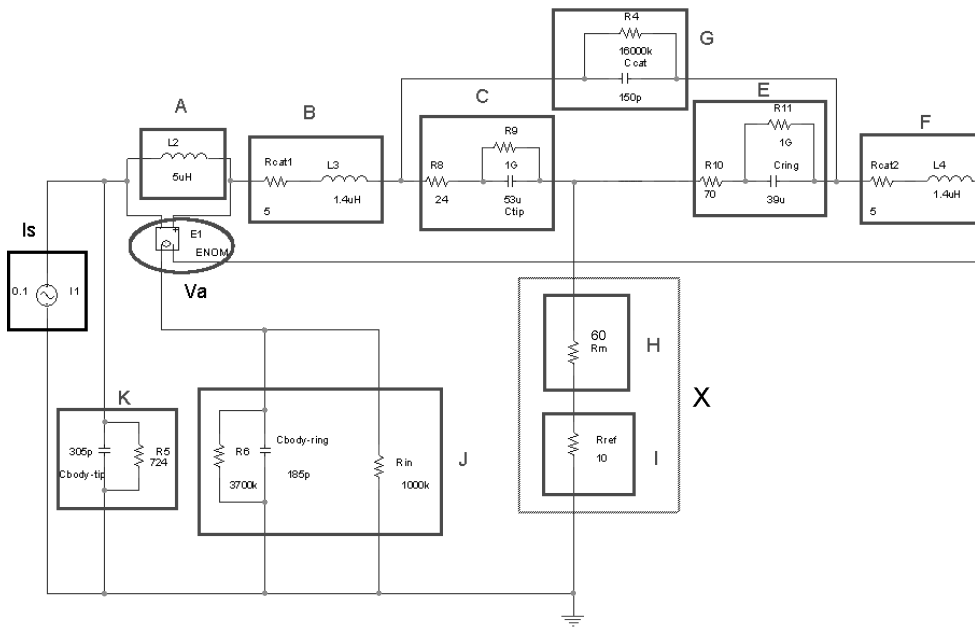 R4
16000k
Ccat
150p
G
A
L2
5uH
B
Rcat1
5
L3
1.4uH
C
R9
1G
R8
24
53u
Ctip
E
R11
1G
R10
70
Cring
39u
F
Rcat2
5
L4
1.4uH
Is
0.1
I1
E1
ENOM
Va
60
Rm
H
X
Rref
10
I
K
305p
Cbody-tip
R5
724
R6
3700k
Cbody-ring
185p
Rin
1000k
J